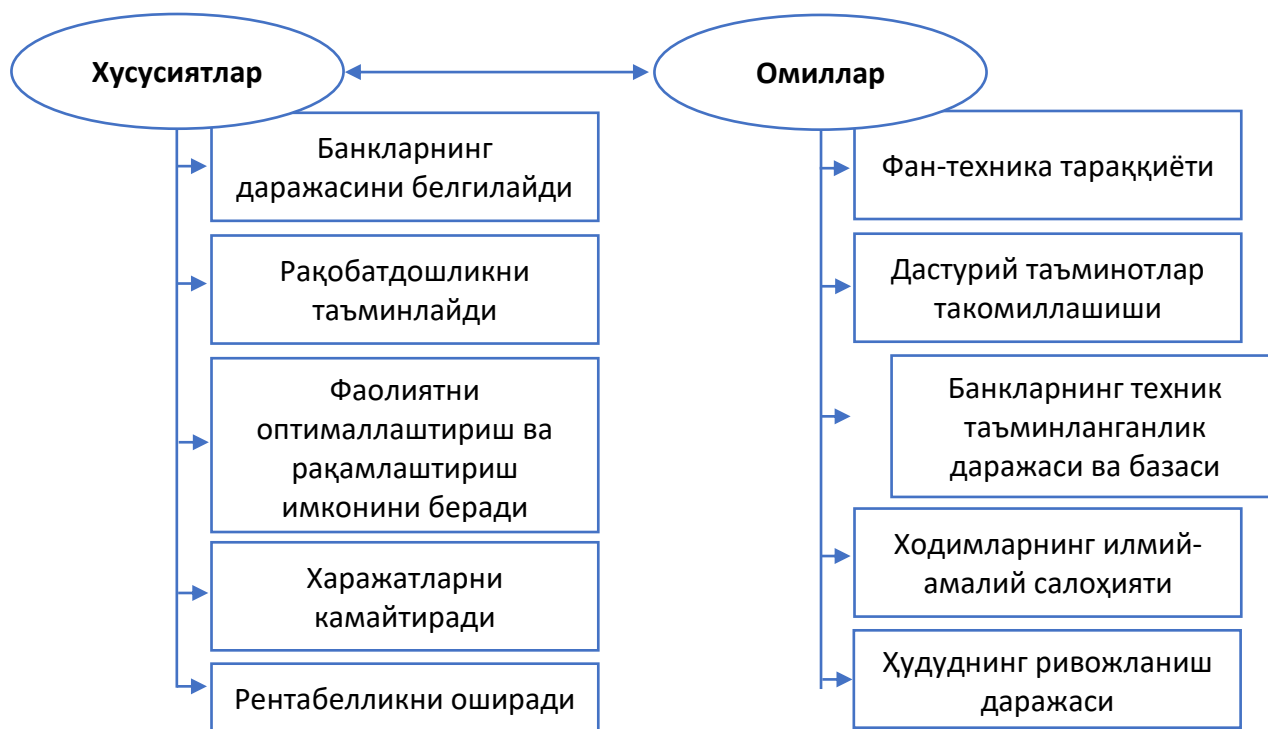 Хусусиятлар
Банкларнинг
даражасини белгилайди
Рақобатдошликни
таъминлайди
Фаолиятни
оптималлаштириш ва
рақамлаштириш
имконини беради
Харажатларни
камайтиради
Рентабелликни оширади
Омиллар
Фан-техника тараққиёти
Дастурий таъминотлар
такомиллашиши
Банкларнинг техник
таъминланганлик
даражаси ва базаси
Ходимларнинг илмий-
амалий салоҳияти
Ҳудуднинг ривожланиш
даражаси